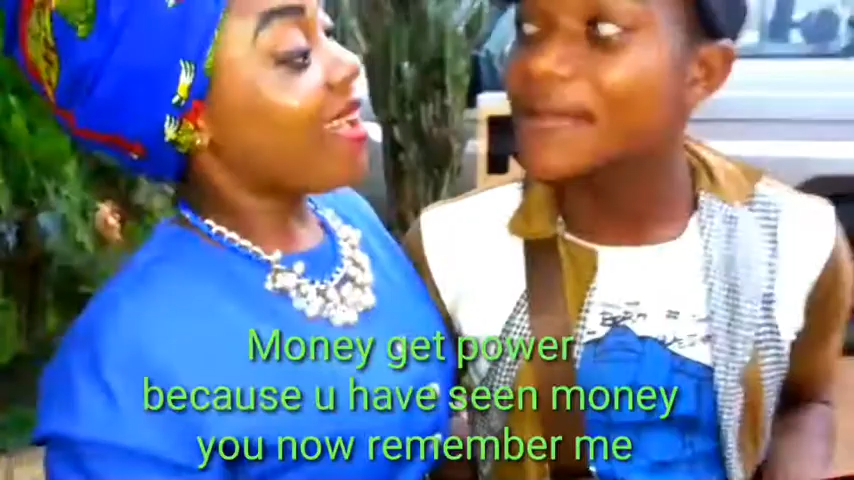 Money get power
because u have seen money
you now remember me